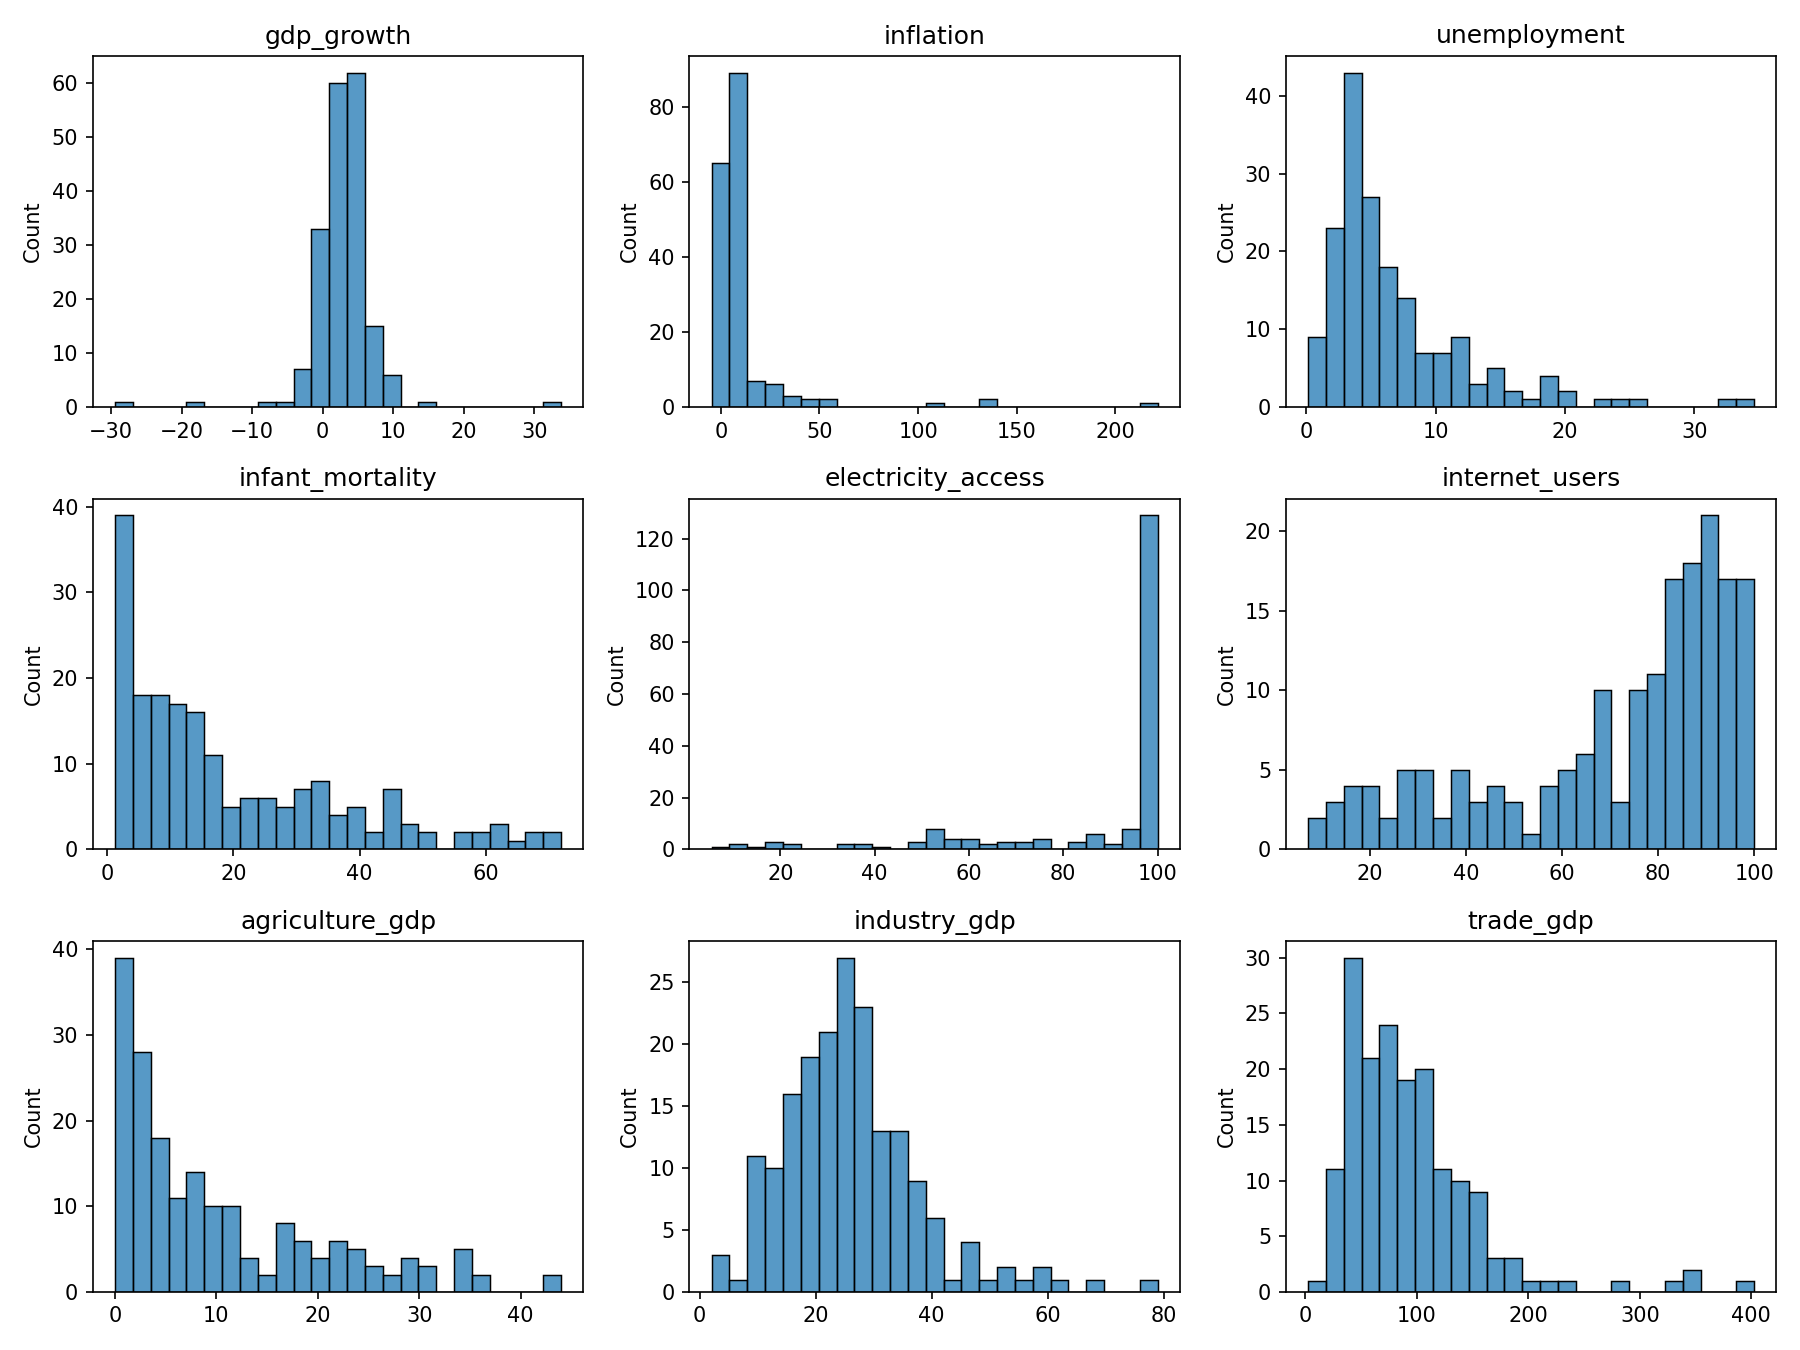 gdp_growth
Count
60
50
40
30
20
10
0
−30 −20 −10 0 10 20 30
inflation
Count
80
60
40
20
0
0 50 100 150 200
unemployment
Count
40
30
20
10
0
0 10 20 30
infant_mortality
Count
40
30
20
10
0
0 20 40 60
electricity_access
Count
120
100
80
60
40
20
0
20 40 60 80 100
internet_users
Count
20
15
10
5
0
20 40 60 80 100
agriculture_gdp
Count
40
30
20
10
0
0 10 20 30 40
industry_gdp
Count
25
20
15
10
5
0
0 20 40 60 80
trade_gdp
Count
30
25
20
15
10
5
0
0 100 200 300 400